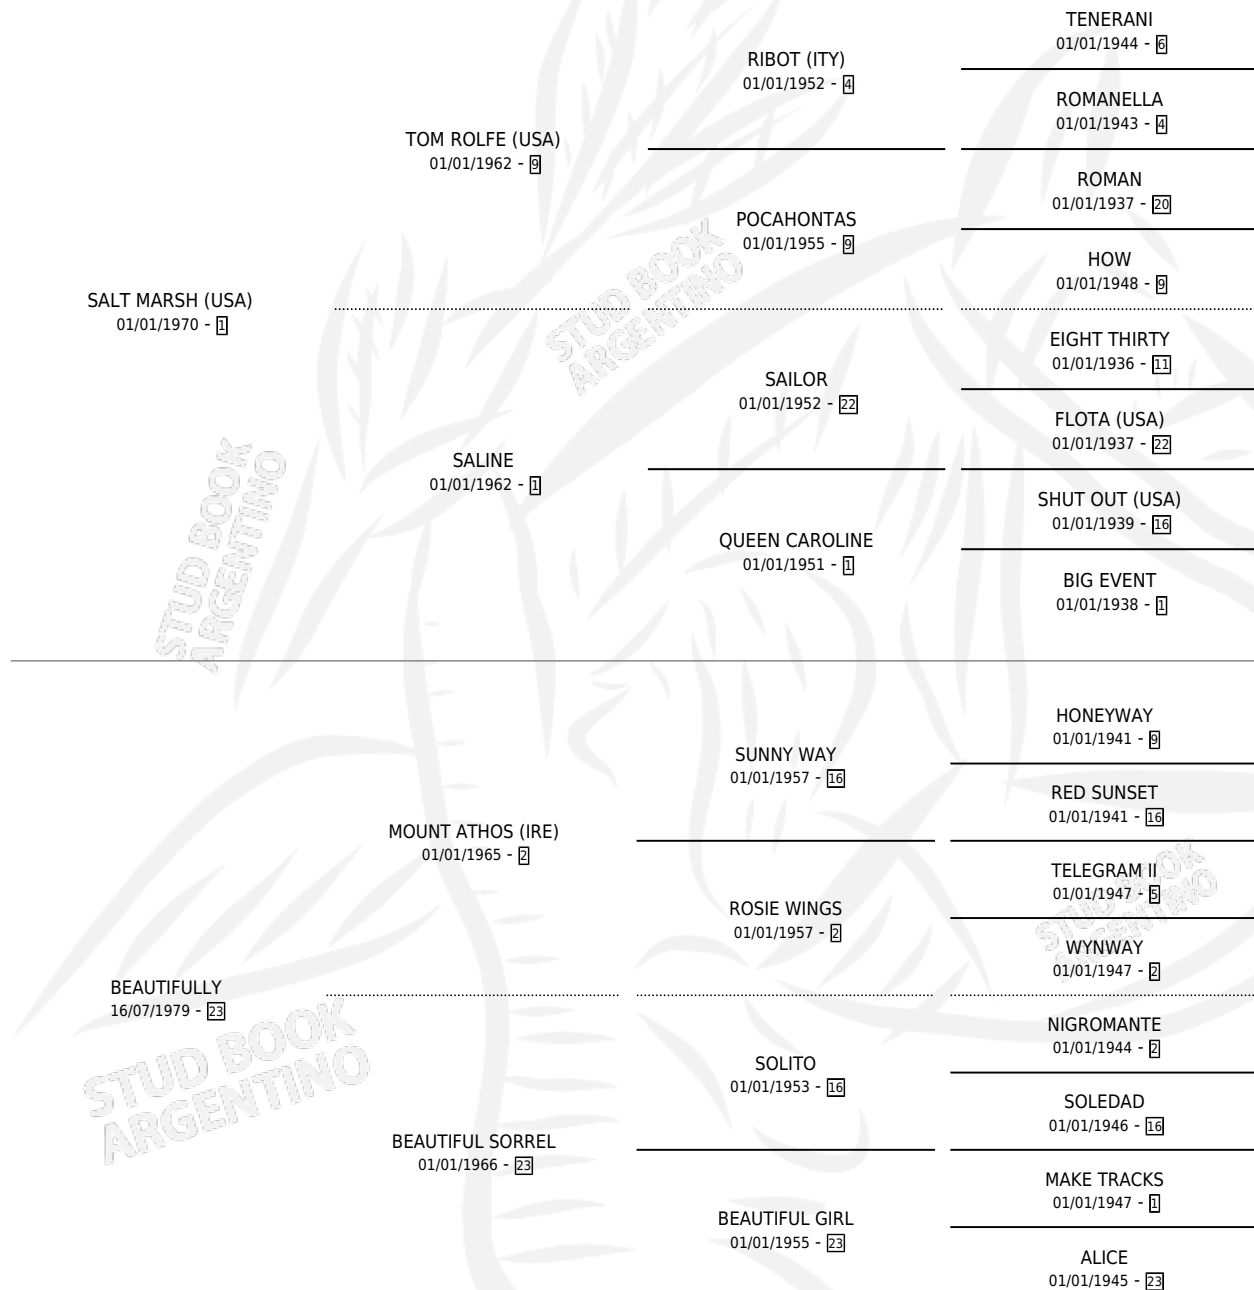 TENERANI
01/01/1944 - 6
RIBOT (ITY)
01/01/1952 - 4
ROMANELLA
01/01/1943 - 4
TOM ROLFE (USA)
01/01/1962 - 9
ROMAN
01/01/1937 - 20
POCAHONTAS
01/01/1955 - 9
HOW
01/01/1948 - 9
SALT MARSH (USA)
01/01/1970 - 1
STUD BOOK
ARGENTINO
EIGHT THIRTY
01/01/1936 - 11
SAILOR
01/01/1952 - 22
FLOTA (USA)
01/01/1937 - 22
SALINE
01/01/1962 - 1
SHUT OUT (USA)
01/01/1939 - 16
QUEEN CAROLINE
01/01/1951 - 1
BIG EVENT
01/01/1938 - 1
STUD BOOK
ARGENTINO
HONEYWAY
01/01/1941 - 9
SUNNY WAY
01/01/1957 - 16
RED SUNSET
01/01/1941 - 16
MOUNT ATHOS (IRE)
01/01/1965 - 2
TELEGRAM II
01/01/1947 - 5
ROSIE WINGS
01/01/1957 - 2
WYNWAY
01/01/1947 - 2
STUD BOOK
ARGENTINO
BEAUTIFULLY
16/07/1979 - 23
NIGROMANTE
01/01/1944 - 2
SOLITO
01/01/1953 - 16
SOLEDAD
01/01/1946 - 16
STUD BOOK
ARGENTINO
BEAUTIFUL SORREL
01/01/1966 - 23
MAKE TRACKS
01/01/1947 - 1
BEAUTIFUL GIRL
01/01/1955 - 23
ALICE
01/01/1945 - 23